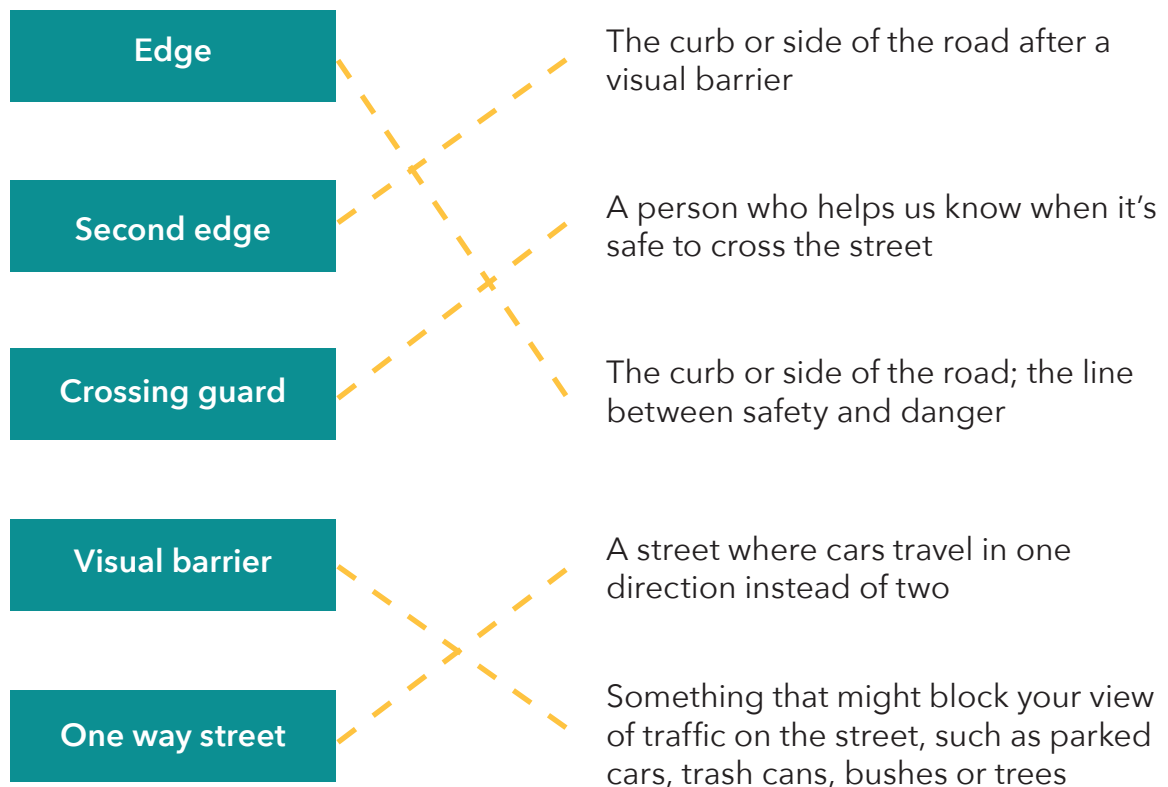 Edge
The curb or side of the road after a
visual barrier
Second edge
A person who helps us know when it’s
safe to cross the street
Crossing guard
The curb or side of the road; the line
between safety and danger
Visual barrier
A street where cars travel in one
direction instead of two
One way street
Something that might block your view
of traffic on the street, such as parked
cars, trash cans, bushes or trees